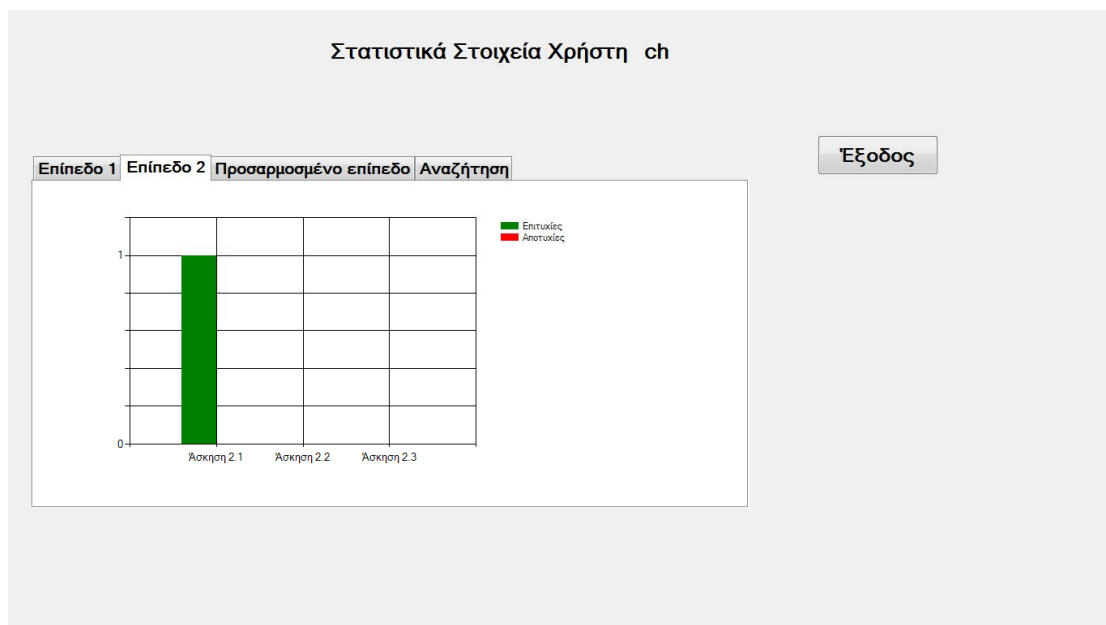 Στατιστικά Στοιχεία Χρήστη ch
Έξοδος
Επίπεδο 1 Επίπεδο 2 Προσαρμοσμένο επίπεδο Αναζήτηση
Επιτυχίες
Αποτυχίες
1
0
Άσκηση 2.1 Άσκηση 2.2 Άσκηση 2.3